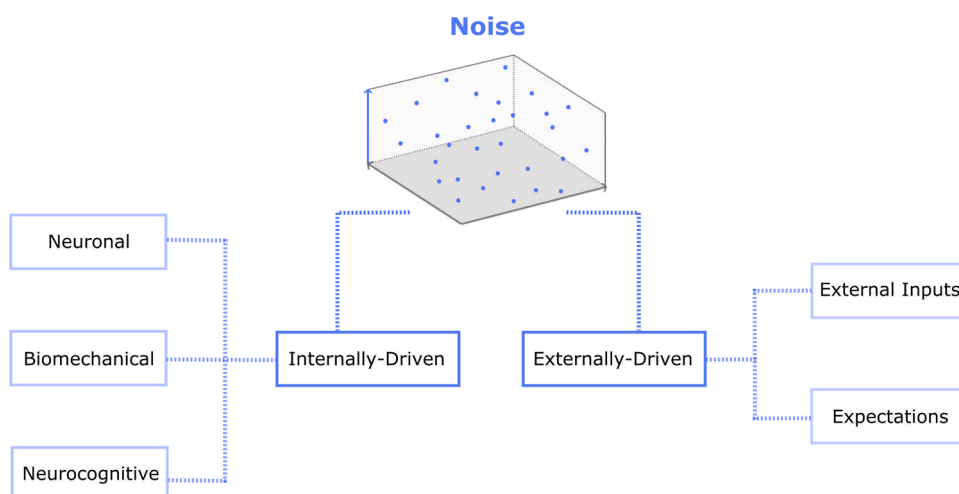 Noise
Neuronal
Biomechanical
Neurocognitive
Internally-Driven
Externally-Driven
External Inputs
Expectations